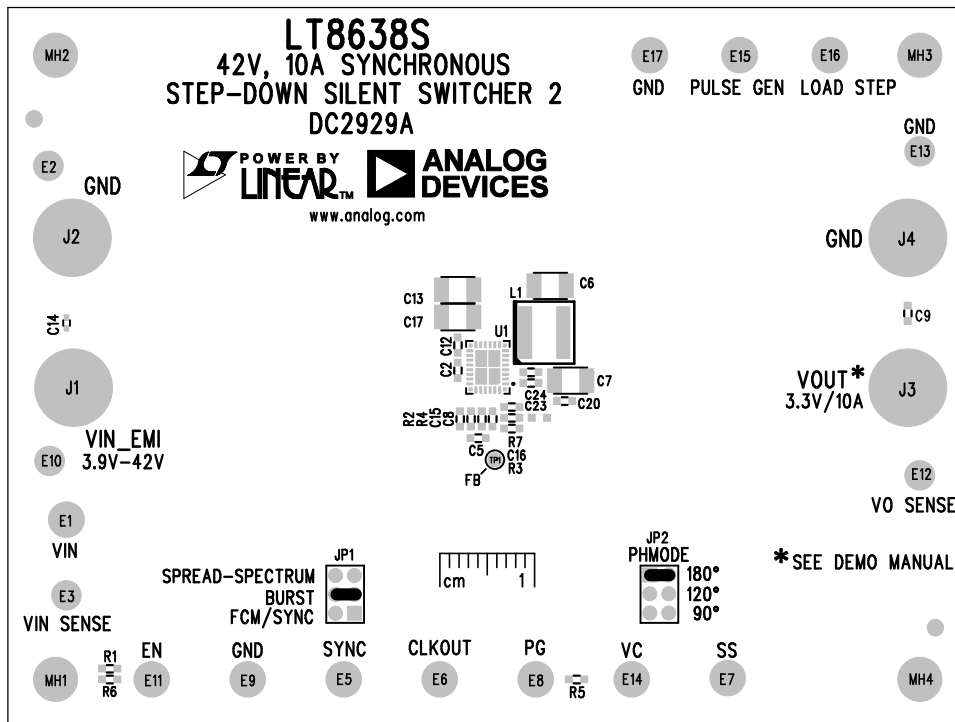 LT8638S
42V, 10A SYNCHRONOUS
STEP-DOWN SILENT SWITCHER 2
DC2929A
POWER BY
LINEAR™
ANALOG
DEVICES
www.analog.com
MH2
E17
E15
E16
MH3
GND
PULSE GEN
LOAD STEP
GND
E13
E2
GND
J2
GND
J4
C14
C9
J1
VIN_EMI
3.9V-42V
E10
VOUT*
3.3V/10A
J3
E12
VO SENSE
C13
C17
L1
C6
U1
C12
C2
C7
C24
C23
C20
R2
R4
C15
C8
C5
R7
C16
R3
TP1
FB
E1
VIN
E3
VIN SENSE
JP1
SPREAD-SPECTRUM
BURST
FCM/SYNC
cm 1
JP2
PHMODE
180°
120°
90°
*SEE DEMO MANUAL
MH1
R1
R6
EN
E11
GND
E9
SYNC
E5
CLKOUT
E6
PG
E8
R5
VC
E14
SS
E7
MH4